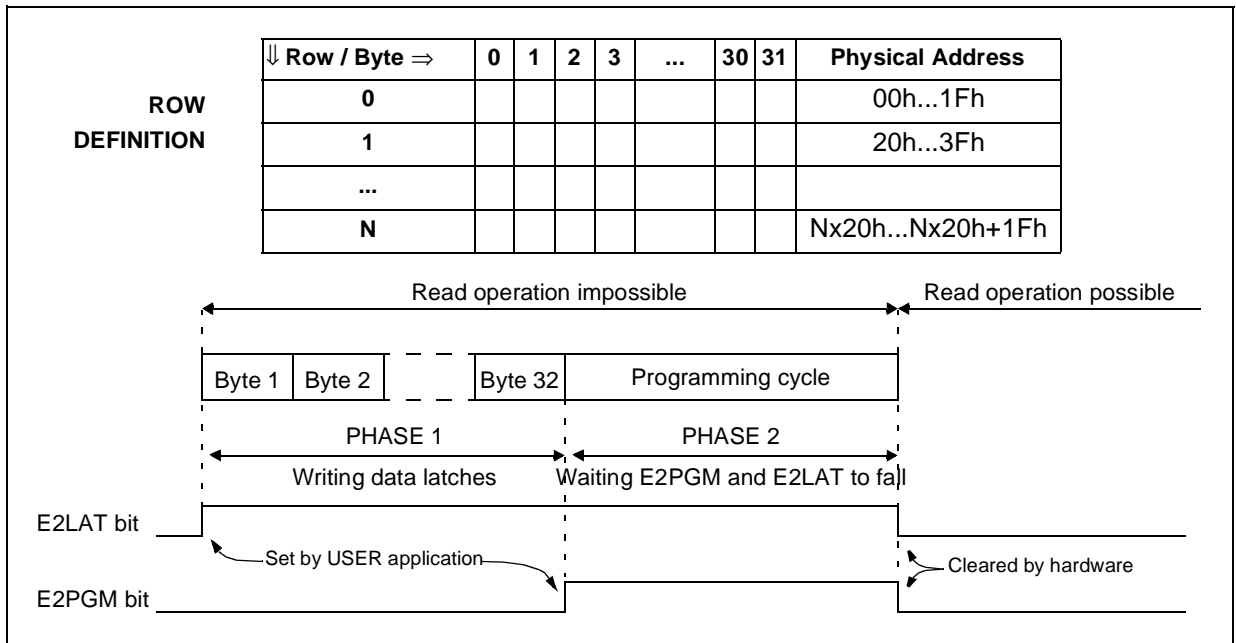 ⇓ Row / Byte ⇒ 0 1 2 3 ... 30 31 Physical Address
ROW
DEFINITION
0 00h...1Fh
1 20h...3Fh
...
N Nx20h...Nx20h+1Fh
Read operation impossible Read operation possible
Byte 1 Byte 2 Byte 32 Programming cycle
PHASE 1 PHASE 2
Writing data latches Waiting E2PGM and E2LAT to fall
E2LAT bit
Set by USER application Cleared by hardware
E2PGM bit